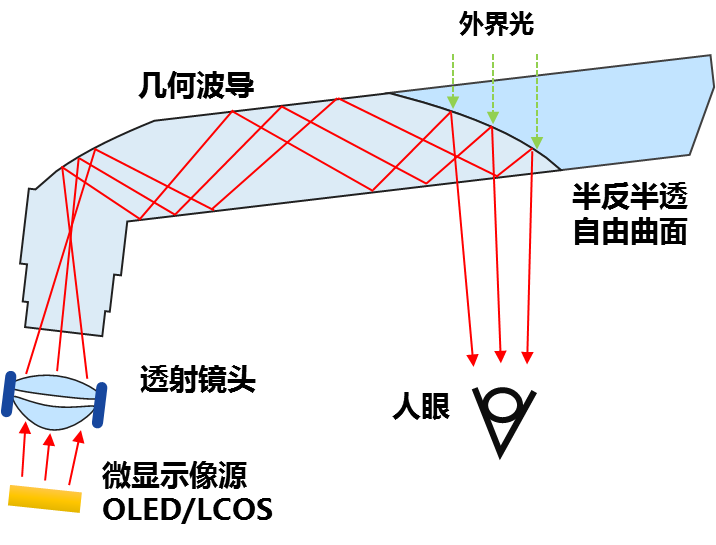 外界光
几何波导
半反半透
自由曲面
透射镜头
人眼
微显示像源
OLED/LCOS